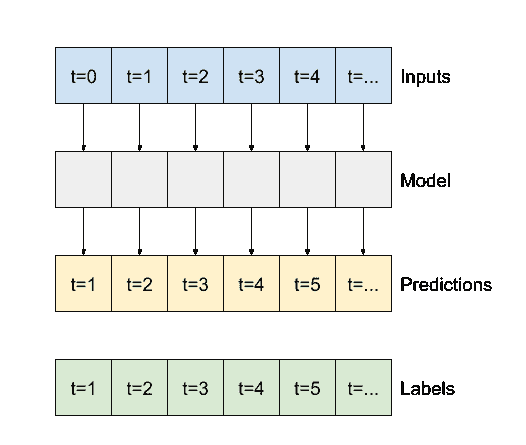 t=0 t=1 t=2 t=3 t=4 t=... Inputs
Model
t=1 t=2 t=3 t=4 t=5 t=... Predictions
t=1 t=2 t=3 t=4 t=5 t=... Labels